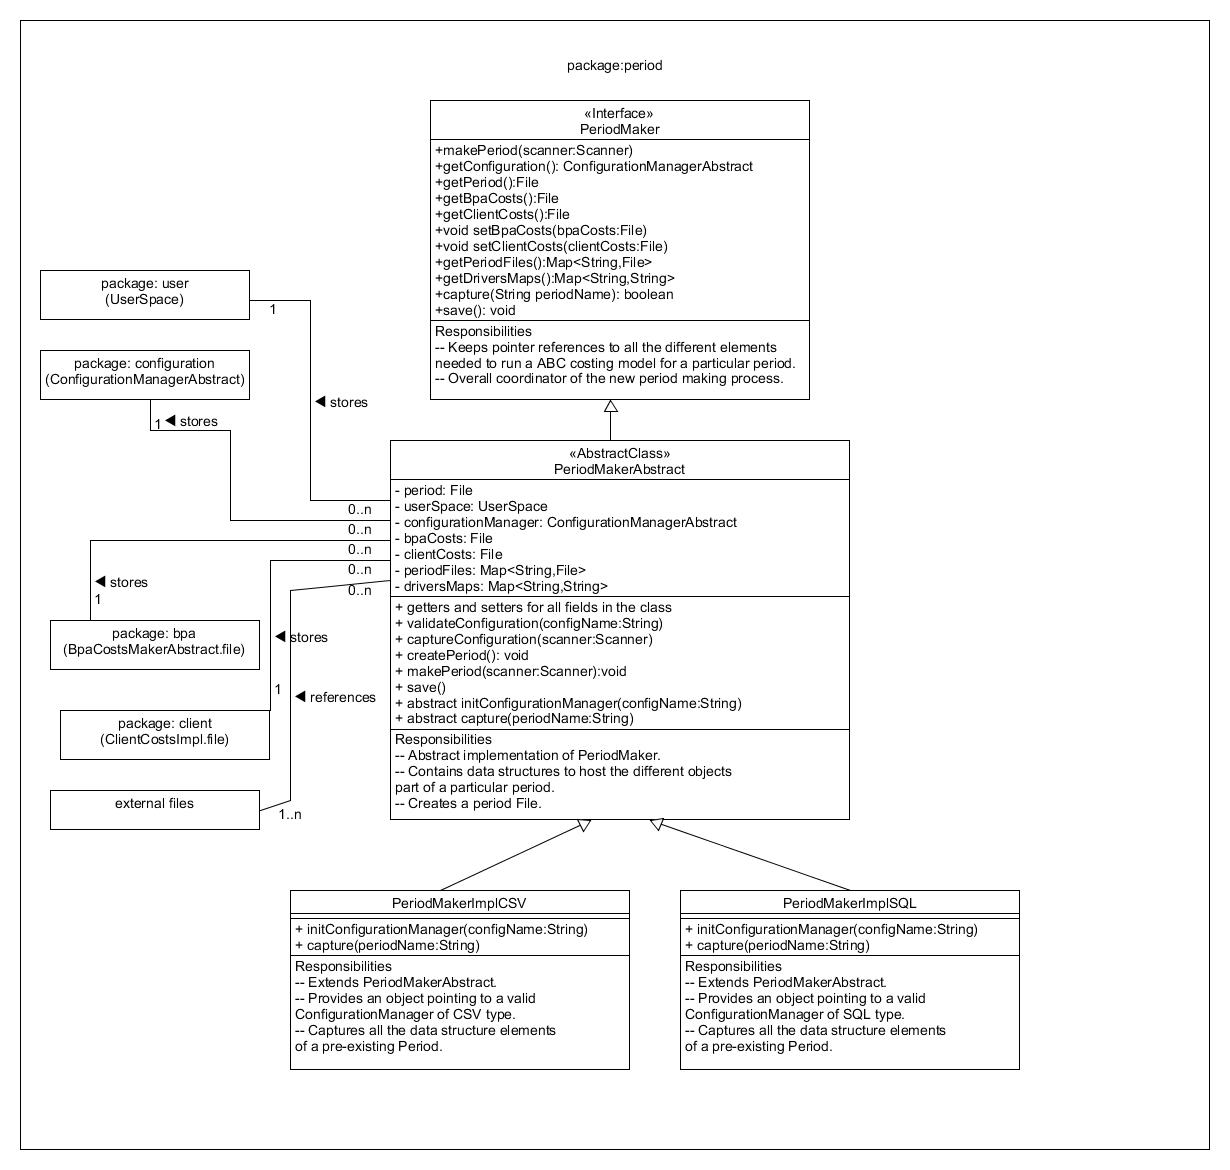 package:period
«Interface»
PeriodMaker
+makePeriod(scanner:Scanner)
+getConfiguration(): ConfigurationManagerAbstract
+getPeriod():File
+getBpaCosts():File
+getClientCosts():File
+void setBpaCosts(bpaCosts:File)
+void setClientCosts(clientCosts:File)
+getPeriodFiles():Map<String,File>
+getDriversMaps():Map<String,String>
+capture(String periodName): boolean
+save(): void
Responsibilities
-- Keeps pointer references to all the different elements
needed to run a ABC costing model for a particular period.
-- Overall coordinator of the new period making process.
package: user
(UserSpace)
1
◀ stores
0..n
package: configuration
(ConfigurationManagerAbstract)
1 ◀ stores
0..n
0..n
◀ stores
1
package: bpa
(BpaCostsMakerAbstract.file)
0..n
◀ stores
1
package: client
(ClientCostsImpl.file)
0..n
◀ references
1..n
external files
«AbstractClass»
PeriodMakerAbstract
- period: File
- userSpace: UserSpace
- configurationManager: ConfigurationManagerAbstract
- bpaCosts: File
- clientCosts: File
- periodFiles: Map<String,File>
- driversMaps: Map<String,String>
+ getters and setters for all fields in the class
+ validateConfiguration(configName:String)
+ captureConfiguration(scanner:Scanner)
+ createPeriod(): void
+ makePeriod(scanner:Scanner):void
+ save()
+ abstract initConfigurationManager(configName:String)
+ abstract capture(periodName:String)
Responsibilities
-- Abstract implementation of PeriodMaker.
-- Contains data structures to host the different objects
part of a particular period.
-- Creates a period File.
PeriodMakerImplCSV
+ initConfigurationManager(configName:String)
+ capture(periodName:String)
Responsibilities
-- Extends PeriodMakerAbstract.
-- Provides an object pointing to a valid
ConfigurationManager of CSV type.
-- Captures all the data structure elements
of a pre-existing Period.
PeriodMakerImplSQL
+ initConfigurationManager(configName:String)
+ capture(periodName:String)
Responsibilities
-- Extends PeriodMakerAbstract.
-- Provides an object pointing to a valid
ConfigurationManager of SQL type.
-- Captures all the data structure elements
of a pre-existing Period.